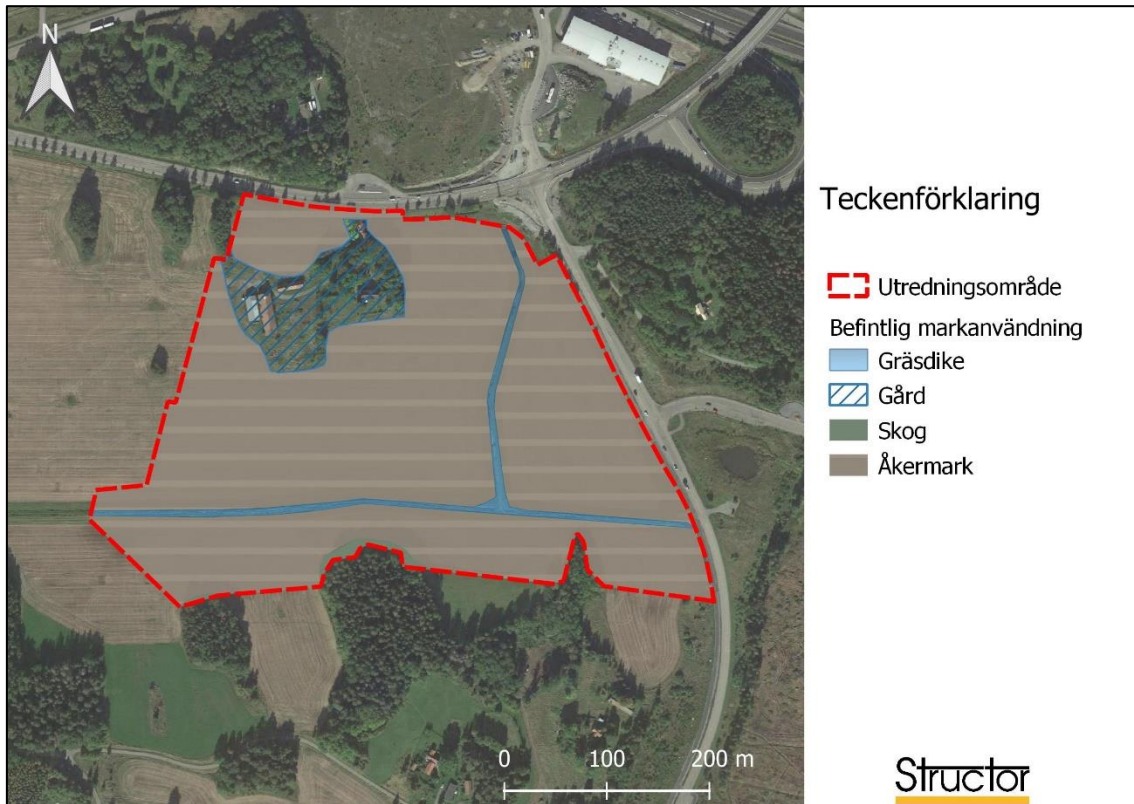 N
Teckenförklaring
Utredningsområde
Befintlig markanvändning
Gräsdike
Gård
Skog
Åkermark
0 100 200 m
Structor